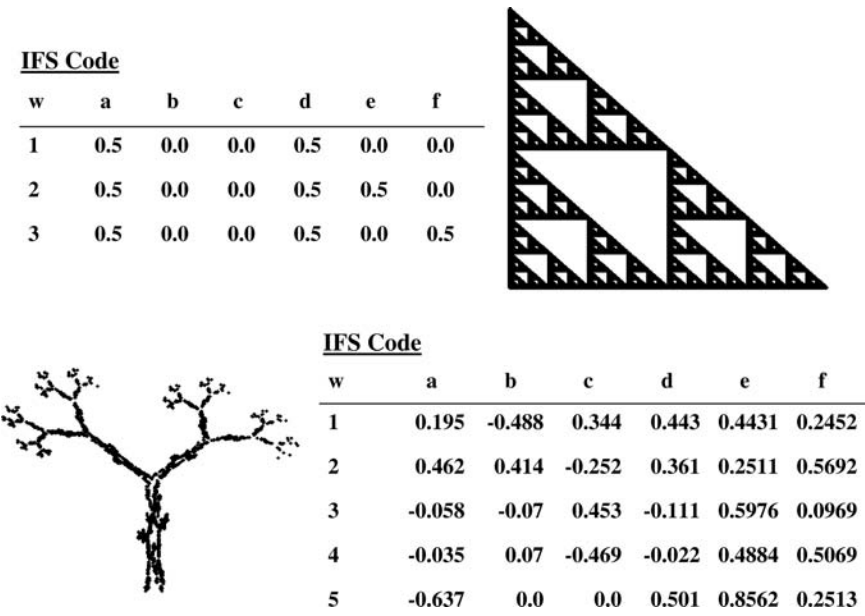 IFS Code
w a b c d e f
1 0.5 0.0 0.0 0.5 0.0 0.0
2 0.5 0.0 0.0 0.5 0.5 0.0
3 0.5 0.0 0.0 0.5 0.0 0.5
IFS Code
w a b c d e f
1 0.195 -0.488 0.344 0.443 0.4431 0.2452
2 0.462 0.414 -0.252 0.361 0.2511 0.5692
3 -0.058 -0.07 0.453 -0.111 0.5976 0.0969
4 -0.035 0.07 -0.469 -0.022 0.4884 0.5069
5 -0.637 0.0 0.0 0.501 0.8562 0.2513